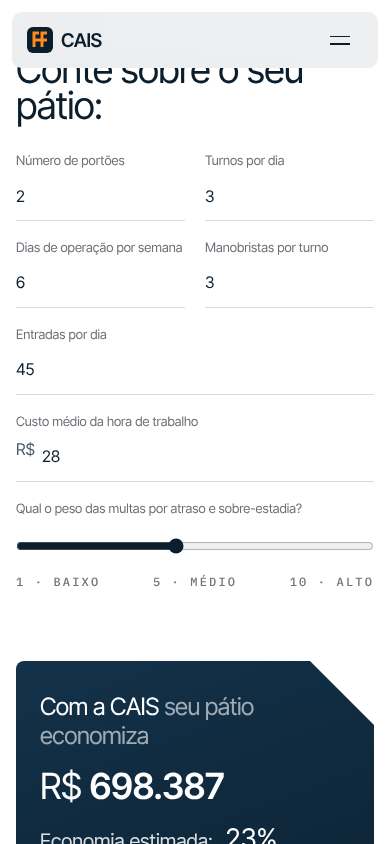 CAIS
Conte sobre o seu
pátio:
Número de portões
Turnos por dia
2
3
Dias de operação por semana
Manobristas por turno
6
3
Entradas por dia
45
Custo médio da hora de trabalho
R$ 28
Qual o peso das multas por atraso e sobre-estadia?
1 · BAIXO
5 · MÉDIO
10 · ALTO
Com a CAIS seu pátio
economiza
R$ 698.387
Economia estimada: 23%